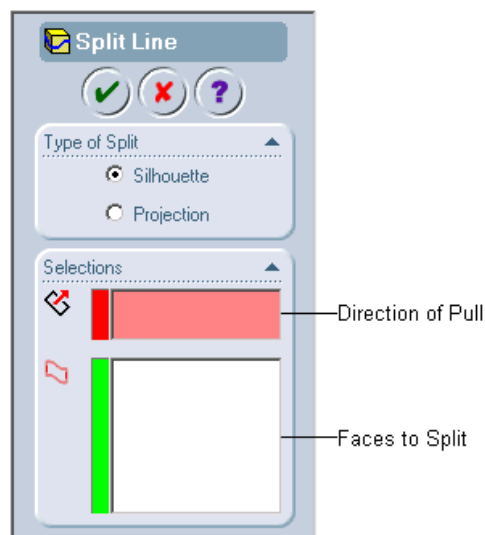 Split Line
?
Type of Split
Silhouette
Projection
Selections
Direction of Pull
Faces to Split